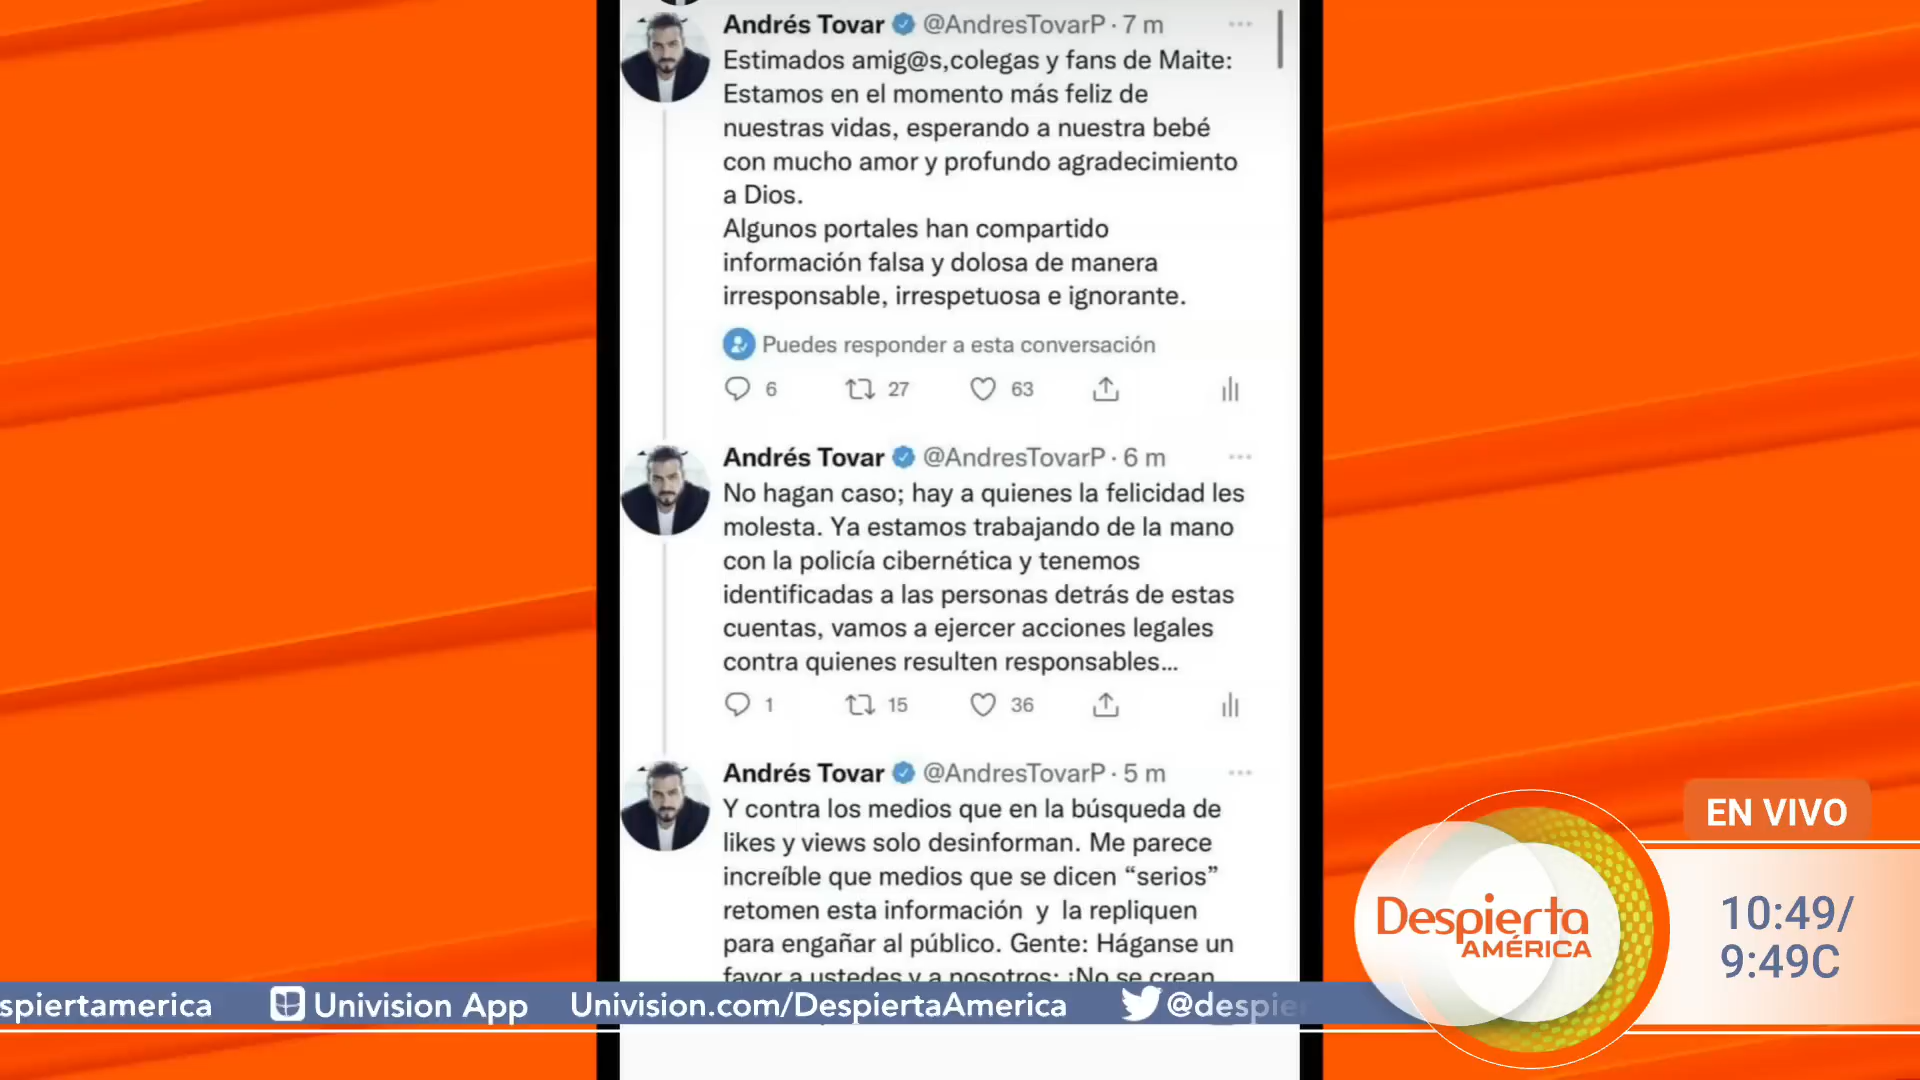 Andrés Tovar @AndresTovarP · 7 m
Estimados amig@s,colegas y fans de Maite:
Estamos en el momento más feliz de
nuestras vidas, esperando a nuestra bebé
con mucho amor y profundo agradecimiento
a Dios.
Algunos portales han compartido
información falsa y dolosa de manera
irresponsable, irrespetuosa e ignorante.
Puedes responder a esta conversación
6 27 63
Andrés Tovar @AndresTovarP · 6 m
No hagan caso; hay a quienes la felicidad les
molesta. Ya estamos trabajando de la mano
con la policía cibernética y tenemos
identificadas a las personas detrás de estas
cuentas, vamos a ejercer acciones legales
contra quienes resulten responsables...
1 15 36
Andrés Tovar @AndresTovarP · 5 m
Y contra los medios que en la búsqueda de
likes y views solo desinforman. Me parece
increíble que medios que se dicen “serios”
retomen esta información y la repliquen
para engañar al público. Gente: Háganse un
favor a ustedes y a nosotros: ¡No se crean
EN VIVO
Despierta
AMÉRICA
10:49/
9:49C
spiertamerica Univision App Univision.com/DespiertaAmerica @despie